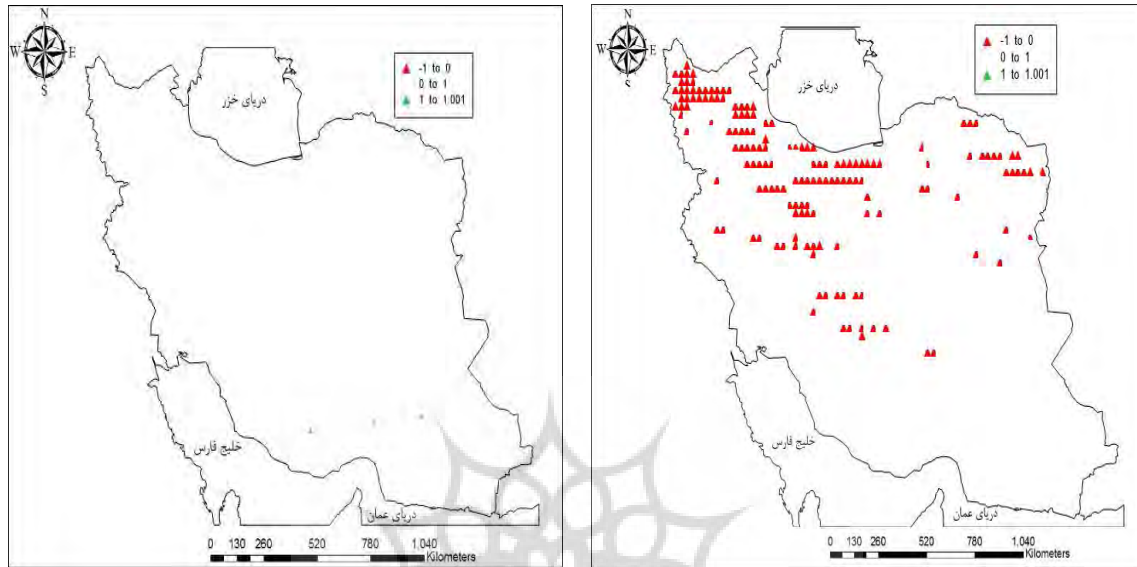 N
W E
S
-1 to 0
0 to 1
1 to 1.001
دریای خزر
خلیج فارس
دریای عمان
0 130 260 520 780 1,040
Kilometers
N
W E
S
-1 to 0
0 to 1
1 to 1.001
دریای خزر
خلیج فارس
دریای عمان
0 130 260 520 780 1,040
Kilometers